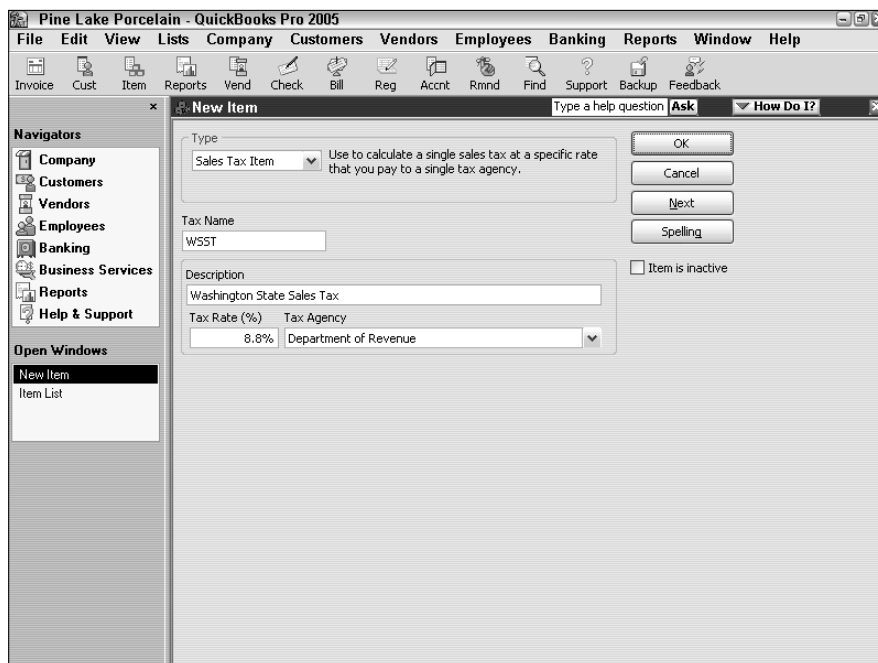 Pine Lake Porcelain - QuickBooks Pro 2005
File Edit View Lists Company Customers Vendors Employees Banking Reports Window Help
Invoice Cust Item Reports Vend Check Bill Reg Accnt Rmnd Find Support Backup Feedback
New Item
Type a help question Ask How Do I?
Navigators
Company
Customers
Vendors
Employees
Banking
Business Services
Reports
Help & Support
Open Windows
New Item
Item List
Type
Sales Tax Item
Use to calculate a single sales tax at a specific rate
that you pay to a single tax agency.
Tax Name
WSST
Description
Washington State Sales Tax
Tax Rate (%) Tax Agency
8.8% Department of Revenue
OK
Cancel
Next
Spelling
Item is inactive